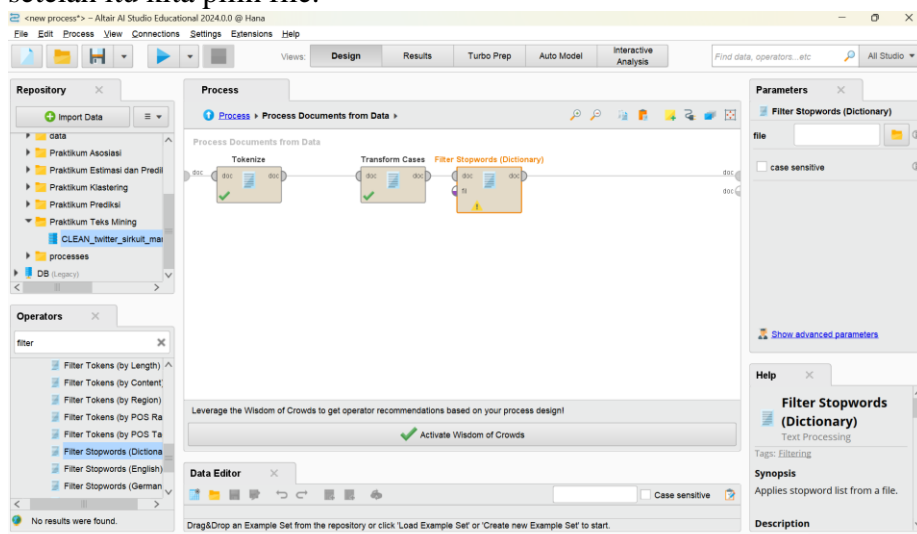 setelah itu kita pilih file.
<new process*> – Altair AI Studio Educational 2024.0.0 @ Hana
File Edit Process View Connections Settings Extensions Help
Views: Design Results Turbo Prep Auto Model Interactive Analysis Find data, operators...etc All Studio
Repository
Import Data
data
Praktikum Asosiasi
Praktikum Estimasi dan Predil
Praktikum Klastering
Praktikum Prediksi
Praktikum Teks Mining
CLEAN_twitter_sirkuit_mai
processes
DB (Legacy)
Operators
filter
Filter Tokens (by Length)
Filter Tokens (by Content)
Filter Tokens (by Region)
Filter Tokens (by POS Ra
Filter Tokens (by POS Ta
Filter Stopwords (Dictiona
Filter Stopwords (English)
Filter Stopwords (German
No results were found.
Process
Process Process Documents from Data
Process Documents from Data
Tokenize
Transform Cases
Filter Stopwords (Dictionary)
doc doc doc
doc doc
doc doc
fil
doc
doc
Leverage the Wisdom of Crowds to get operator recommendations based on your process design!
Activate Wisdom of Crowds
Data Editor
Case sensitive
Drag&Drop an Example Set from the repository or click 'Load Example Set' or 'Create new Example Set' to start.
Parameters
Filter Stopwords (Dictionary)
file
case sensitive
Show advanced parameters
Help
Filter Stopwords
(Dictionary)
Text Processing
Tags: Filtering
Synopsis
Applies stopword list from a file.
Description